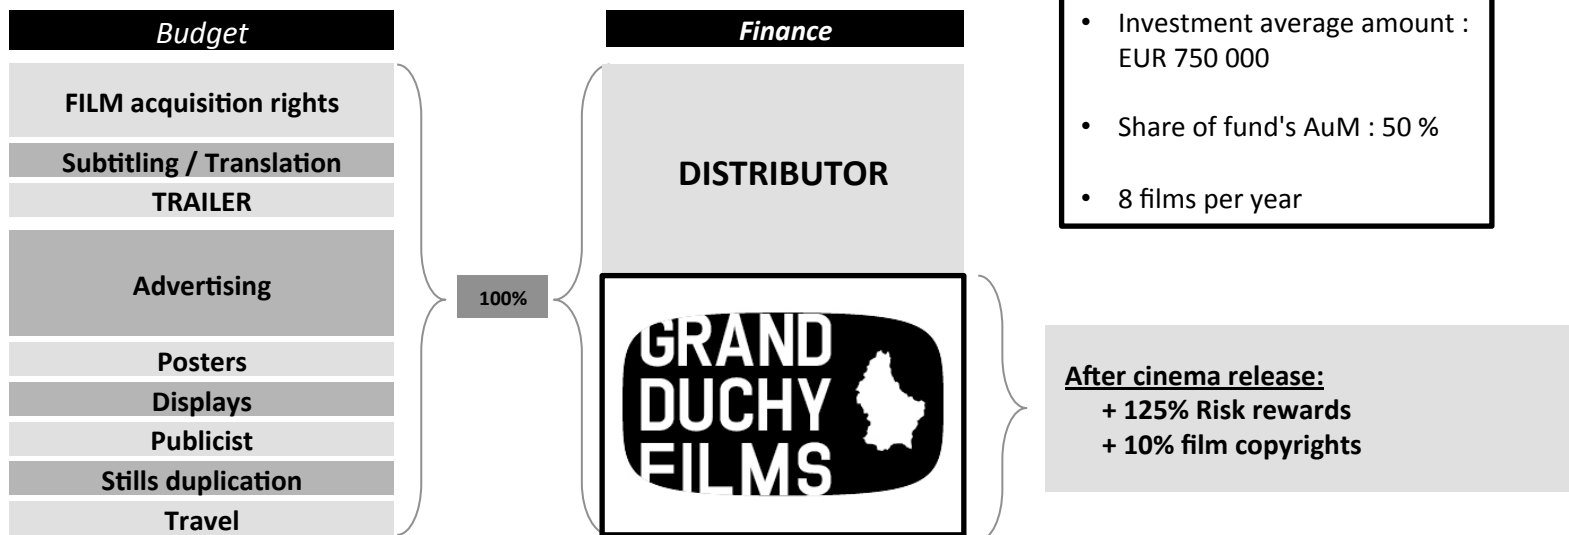 Budget
FILM acquisition rights
Subtitling / Translation
TRAILER
Advertising
Posters
Displays
Publicist
Stills duplication
Travel
100%
Finance
DISTRIBUTOR
GRAND
DUCHY
FILMS
• Investment average amount :
EUR 750 000
• Share of fund's AuM : 50 %
• 8 films per year
After cinema release:
+ 125% Risk rewards
+ 10% film copyrights